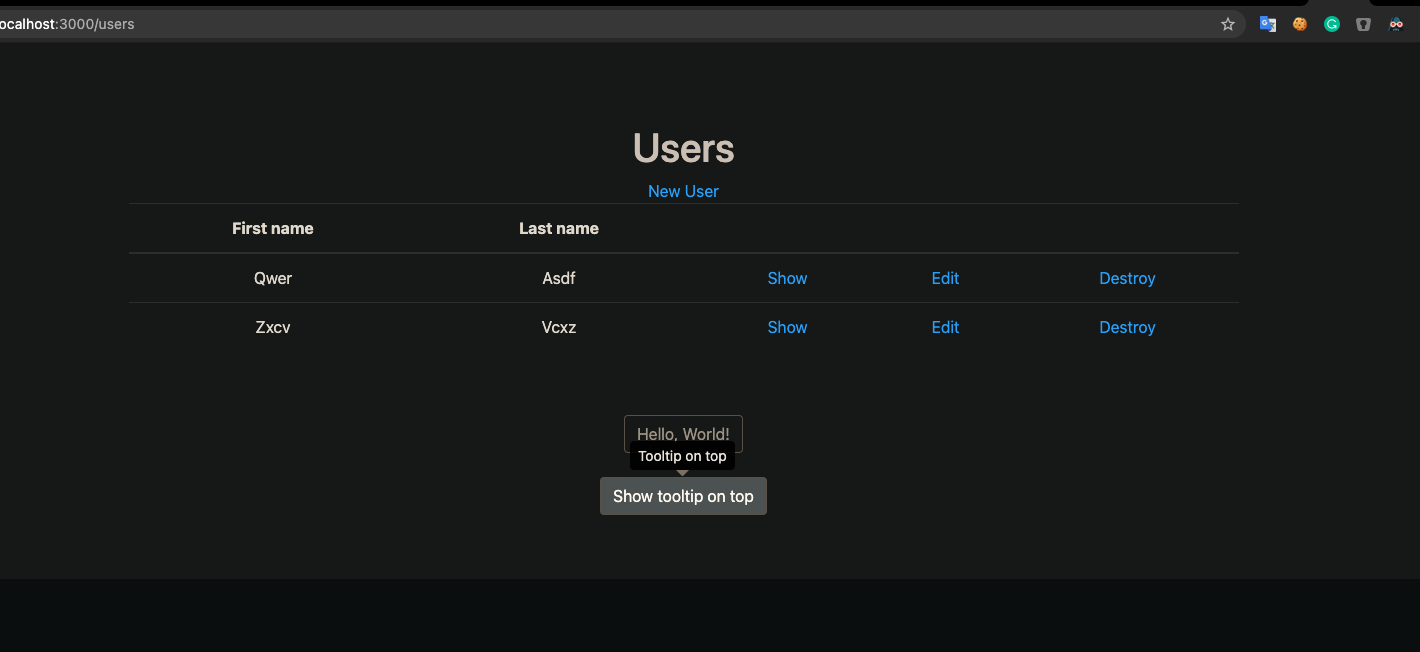 ocalhost:3000/users
Users
New User
First name Last name
Qwer Asdf Show Edit Destroy
Zxcv Vcxz Show Edit Destroy
Hello, World!
Tooltip on top
Show tooltip on top